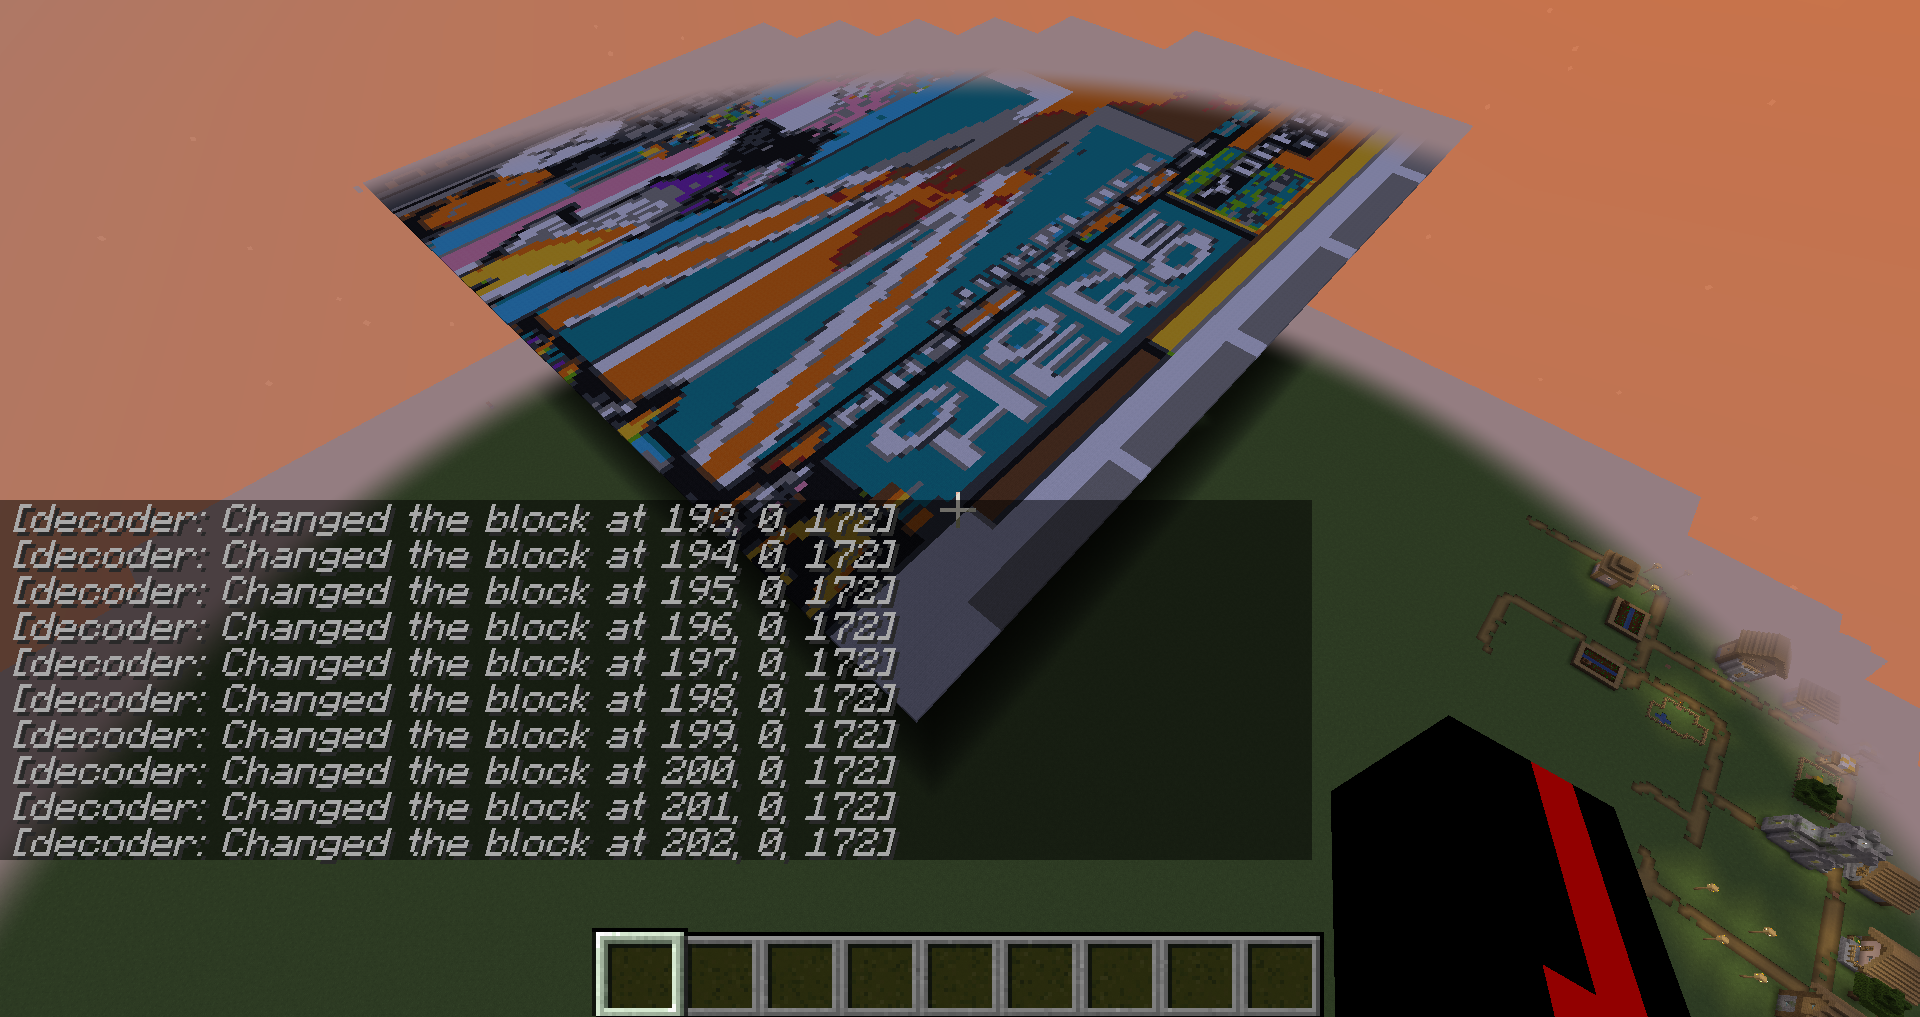 [decoder: Changed the block at 193, 0, 172]
[decoder: Changed the block at 194, 0, 172]
[decoder: Changed the block at 195, 0, 172]
[decoder: Changed the block at 196, 0, 172]
[decoder: Changed the block at 197, 0, 172]
[decoder: Changed the block at 198, 0, 172]
[decoder: Changed the block at 199, 0, 172]
[decoder: Changed the block at 200, 0, 172]
[decoder: Changed the block at 201, 0, 172]
[decoder: Changed the block at 202, 0, 172]